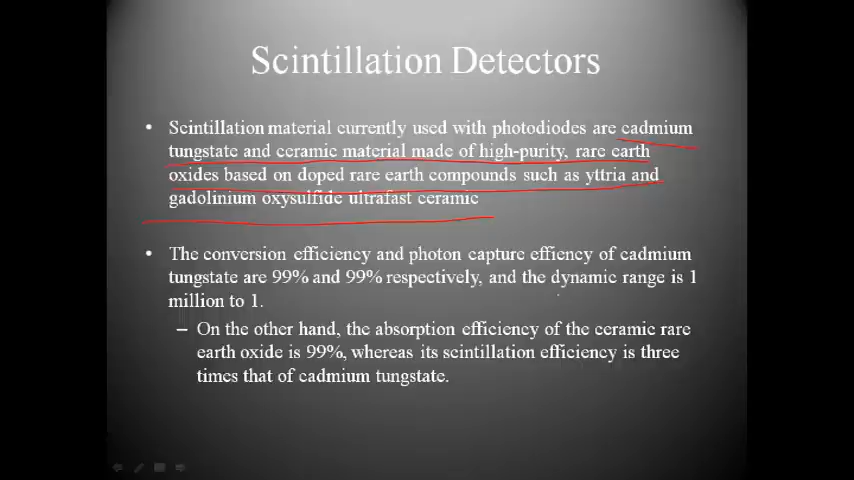 Scintillation Detectors
• Scintillation material currently used with photodiodes are cadmium
tungstate and ceramic material made of high-purity, rare earth
oxides based on doped rare earth compounds such as yttria and
gadolinium oxysulfide ultrafast ceramic
• The conversion efficiency and photon capture effiency of cadmium
tungstate are 99% and 99% respectively, and the dynamic range is 1
million to 1.
– On the other hand, the absorption efficiency of the ceramic rare
earth oxide is 99%, whereas its scintillation efficiency is three
times that of cadmium tungstate.